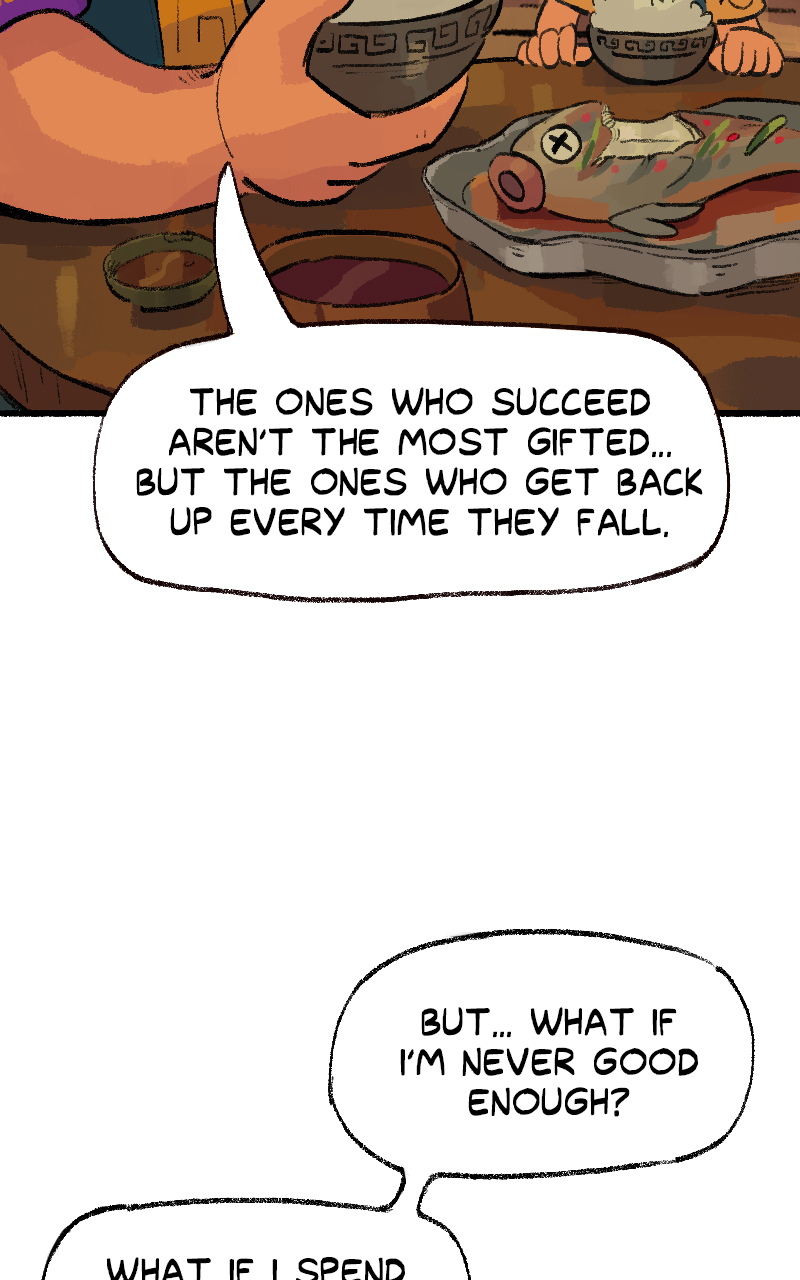 THE ONES WHO SUCCEED
AREN'T THE MOST GIFTED...
BUT THE ONES WHO GET BACK
UP EVERY TIME THEY FALL.
BUT... WHAT IF
I'M NEVER GOOD
ENOUGH?
WHAT IF I SPEND